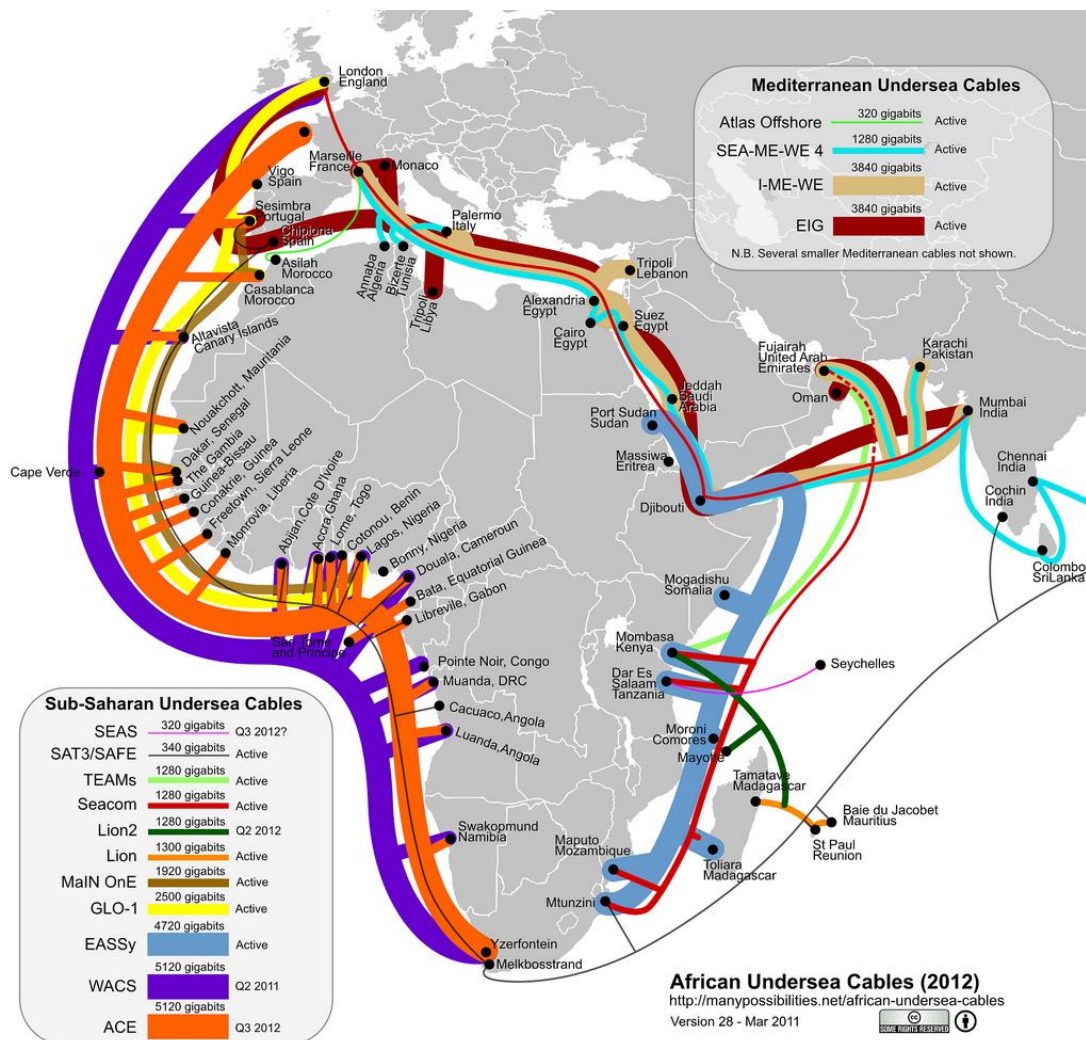 London
England
Marseille
France
Monaco
Vigo
Spain
Sesimbra
Portugal
Chipiona
Spain
Palermo
Italy
Asilah
Morocco
Casablanca
Morocco
Annaba
Algeria
Bizerte
Tunisia
Tripoli
Libya
Tripoli
Lebanon
Alexandria
Egypt
Cairo
Egypt
Suez
Egypt
Altavista
Canary Islands
Fujairah
United Arab
Emirates
Oman
Karachi
Pakistan
Mumbai
India
Jeddah
Saudi
Arabia
Port Sudan
Sudan
Massiwa
Eritrea
Djibouti
Chennai
India
Cochin
India
Colombo
SriLanka
Nouakchott, Mauritania
Dakar, Senegal
The Gambia
Guinea-Bissau
Conakrie, Guinea
Freetown, Sierra Leone
Monrovia, Liberia
Cape Verde
Abijan,Cote D'Ivoire
Accra,Ghana
Lome, Togo
Cotonou, Benin
Lagos, Nigeria
Bonny, Nigeria
Douala, Cameroun
Bata, Equatorial Guinea
Librevile, Gabon
Sao Tome
and Principe
Pointe Noir, Congo
Muanda, DRC
Cacuaco,Angola
Luanda,Angola
Swakopmund
Namibia
Yzerfontein
Melkbosstrand
Mogadishu
Somalia
Mombasa
Kenya
Dar Es
Salaam
Tanzania
Seychelles
Moroni
Comores
Mayotte
Tamatave
Madagascar
Baie du Jacobet
Mauritius
St Paul
Reunion
Toliara
Madagascar
Maputo
Mozambique
Mtunzini
Mediterranean Undersea Cables
Atlas Offshore 320 gigabits Active
SEA-ME-WE 4 1280 gigabits Active
I-ME-WE 3840 gigabits Active
EIG 3840 gigabits Active
N.B. Several smaller Mediterranean cables not shown.
Sub-Saharan Undersea Cables
SEAS 320 gigabits Q3 2012?
SAT3/SAFE 340 gigabits Active
TEAMs 1280 gigabits Active
Seacom 1280 gigabits Active
Lion2 1280 gigabits Q2 2012
Lion 1300 gigabits Active
MaIN OnE 1920 gigabits Active
GLO-1 2500 gigabits Active
EASSy 4720 gigabits Active
WACS 5120 gigabits Q2 2011
ACE 5120 gigabits Q3 2012
African Undersea Cables (2012)
http://manypossibilities.net/african-undersea-cables
Version 28 - Mar 2011
cc
SOME RIGHTS RESERVED